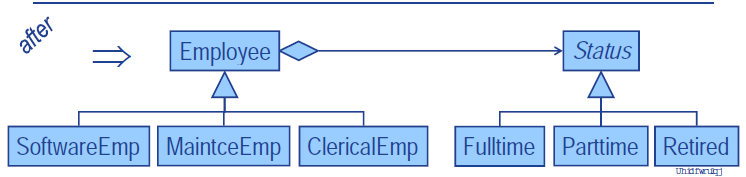 after
Employee
Status
SoftwareEmp
MaintceEmp
ClericalEmp
Fulltime
Parttime
Retired